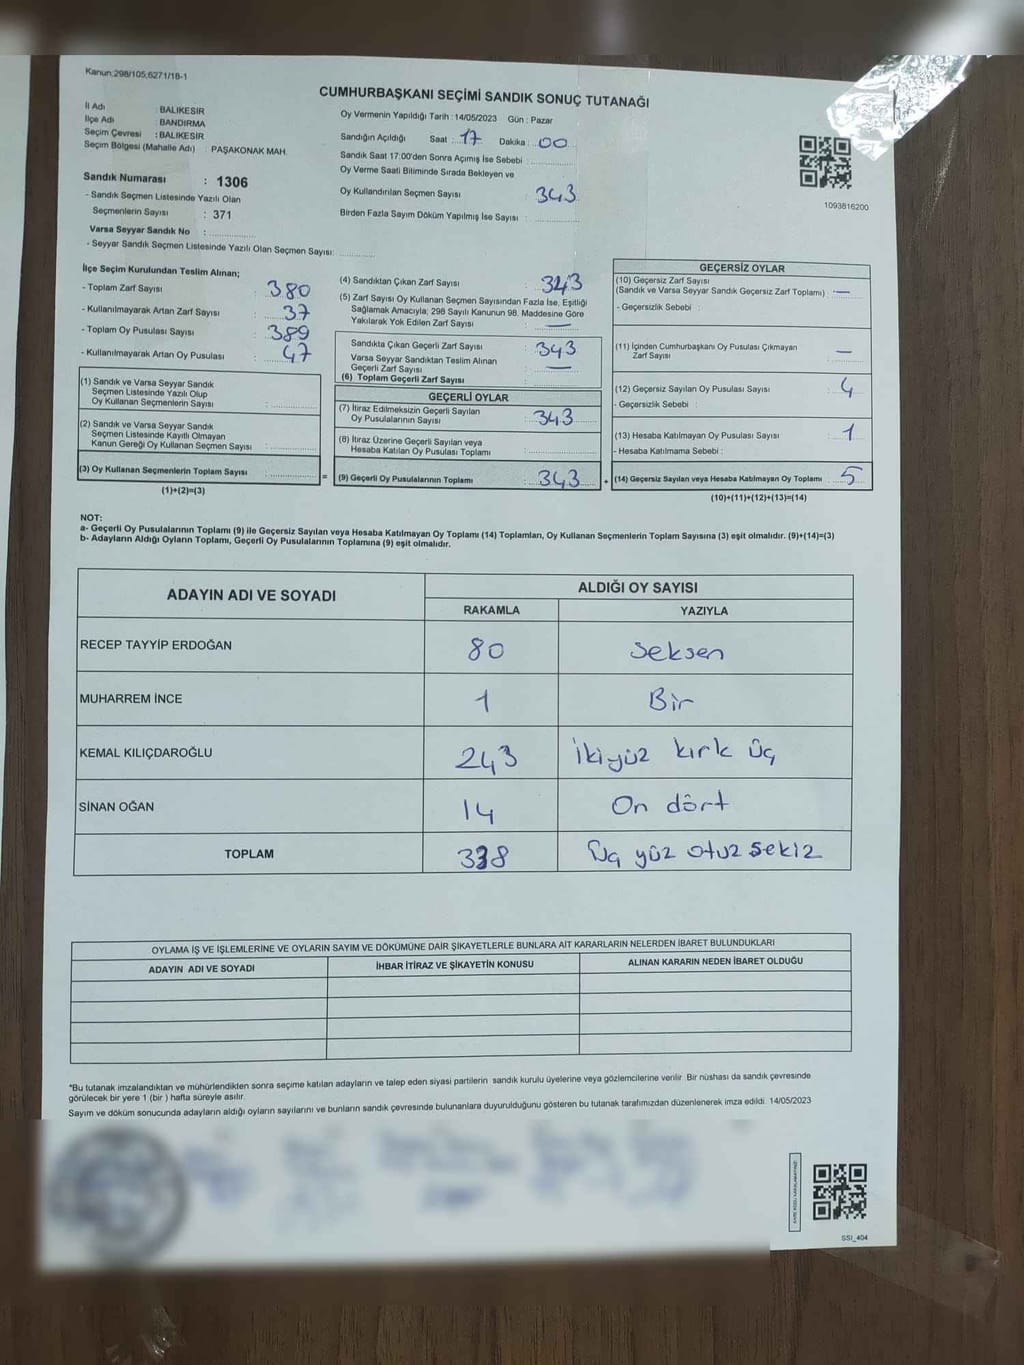 Kanun:298/105;6271/18-1
CUMHURBAŞKANI SEÇİMİ SANDIK SONUÇ TUTANAĞI
İl Adı : BALIKESİR
İlçe Adı : BANDIRMA
Seçim Çevresi : BALIKESİR
Seçim Bölgesi (Mahalle Adı) : PAŞAKONAK MAH.
Sandık Numarası : 1306
- Sandık Seçmen Listesinde Yazılı Olan
Seçmenlerin Sayısı : 371
Varsa Seyyar Sandık No :
- Seyyar Sandık Seçmen Listesinde Yazılı Olan Seçmen Sayısı:
Oy Vermenin Yapıldığı Tarih : 14/05/2023 Gün : Pazar
Sandığın Açıldığı Saat : 17 Dakika : 00
Sandık Saat 17:00'den Sonra Açımış İse Sebebi :
Oy Verme Saati Bitiminde Sırada Bekleyen ve
Oy Kullandırılan Seçmen Sayısı : 343
Birden Fazla Sayım Döküm Yapılmış İse Sayısı :
1093816200
İlçe Seçim Kurulundan Teslim Alınan;
- Toplam Zarf Sayısı : 380
- Kullanılmayarak Artan Zarf Sayısı : 37
- Toplam Oy Pusulası Sayısı : 389
- Kullanılmayarak Artan Oy Pusulası : 47
(1) Sandık ve Varsa Seyyar Sandık
Seçmen Listesinde Yazılı Olup
Oy Kullanan Seçmenlerin Sayısı :
(2) Sandık ve Varsa Seyyar Sandık
Seçmen Listesinde Kayıtlı Olmayan
Kanun Gereği Oy Kullanan Seçmen Sayısı :
(3) Oy Kullanan Seçmenlerin Toplam Sayısı :
(1)+(2)=(3)
(4) Sandıktan Çıkan Zarf Sayısı : 343
(5) Zarf Sayısı Oy Kullanan Seçmen Sayısından Fazla İse, Eşitliği
Sağlamak Amacıyla; 298 Sayılı Kanunun 98. Maddesine Göre
Yakılarak Yok Edilen Zarf Sayısı : —
Sandıkta Çıkan Geçerli Zarf Sayısı : 343
Varsa Seyyar Sandıktan Teslim Alınan
Geçerli Zarf Sayısı : —
(6) Toplam Geçerli Zarf Sayısı :
GEÇERLİ OYLAR
(7) İtiraz Edilmeksizin Geçerli Sayılan
Oy Pusulalarının Sayısı : 343
(8) İtiraz Üzerine Geçerli Sayılan veya
Hesaba Katılan Oy Pusulası Toplamı :
= (9) Geçerli Oy Pusulalarının Toplamı : 343
GEÇERSİZ OYLAR
(10) Geçersiz Zarf Sayısı
(Sandık ve Varsa Seyyar Sandık Geçersiz Zarf Toplamı) : —
- Geçersizlik Sebebi :
(11) İçinden Cumhurbaşkanı Oy Pusulası Çıkmayan
Zarf Sayısı : —
(12) Geçersiz Sayılan Oy Pusulası Sayısı : 4
- Geçersizlik Sebebi :
(13) Hesaba Katılmayan Oy Pusulası Sayısı : 1
- Hesaba Katılmama Sebebi :
+ (14) Geçersiz Sayılan veya Hesaba Katılmayan Oy Toplamı : 5
(10)+(11)+(12)+(13)=(14)
NOT:
a- Geçerli Oy Pusulalarının Toplamı (9) ile Geçersiz Sayılan veya Hesaba Katılmayan Oy Toplamı (14) Toplamları, Oy Kullanan Seçmenlerin Toplam Sayısına (3) eşit olmalıdır. (9)+(14)=(3)
b- Adayların Aldığı Oyların Toplamı, Geçerli Oy Pusulalarının Toplamına (9) eşit olmalıdır.
ADAYIN ADI VE SOYADI
ALDIĞI OY SAYISI
RAKAMLA YAZIYLA
RECEP TAYYİP ERDOĞAN 80 Seksen
MUHARREM İNCE 1 Bir
KEMAL KILIÇDAROĞLU 243 İki yüz kırk üç
SİNAN OĞAN 14 On dört
TOPLAM 338 Üç yüz otuz sekiz
OYLAMA İŞ VE İŞLEMLERİNE VE OYLARIN SAYIM VE DÖKÜMÜNE DAİR ŞİKAYETLERLE BUNLARA AİT KARARLARIN NELERDEN İBARET BULUNDUKLARI
ADAYIN ADI VE SOYADI İHBAR İTİRAZ VE ŞİKAYETİN KONUSU ALINAN KARARIN NEDEN İBARET OLDUĞU
*Bu tutanak imzalandıktan ve mühürlendikten sonra seçime katılan adayların ve talep eden siyasi partilerin sandık kurulu üyelerine veya gözlemcilerine verilir. Bir nüshası da sandık çevresinde
görülecek bir yere 1 (bir ) hafta süreyle asılır.
Sayım ve döküm sonucunda adayların aldığı oyların sayılarını ve bunların sandık çevresinde bulunanlara duyurulduğunu gösteren bu tutanak tarafımızdan düzenlenerek imza edildi. 14/05/2023
SSI_404